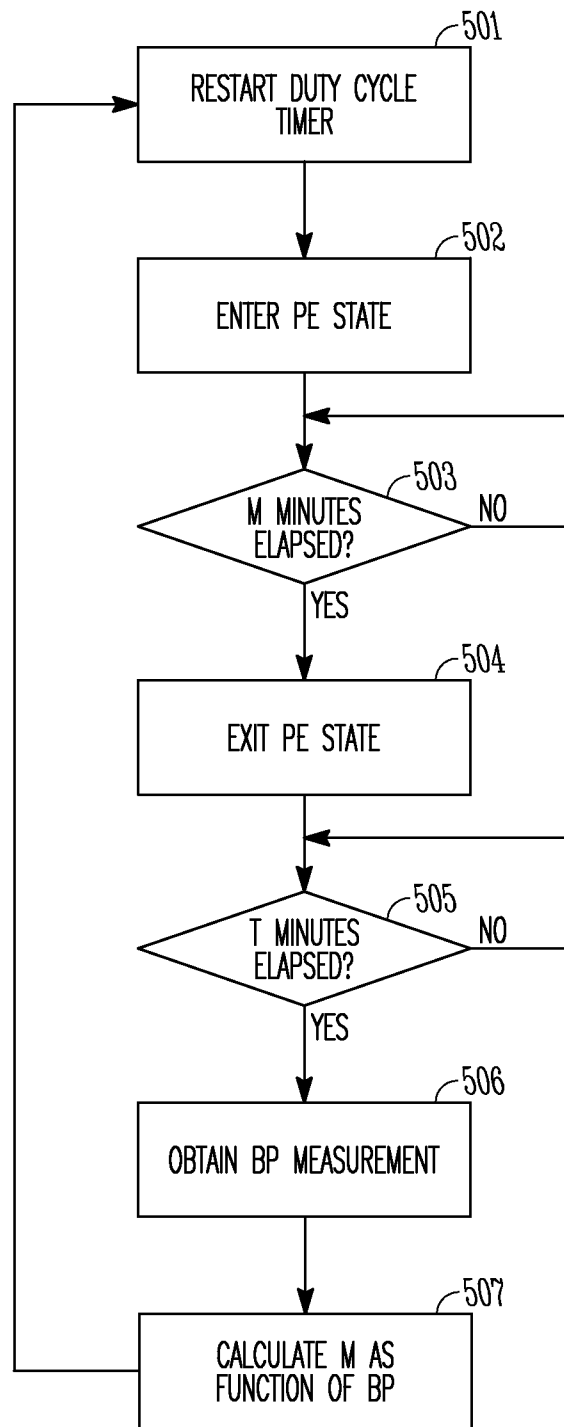 501
RESTART DUTY CYCLE
TIMER
502
ENTER PE STATE
503
M MINUTES
ELAPSED?
NO
YES
504
EXIT PE STATE
505
T MINUTES
ELAPSED?
NO
YES
506
OBTAIN BP MEASUREMENT
507
CALCULATE M AS
FUNCTION OF BP